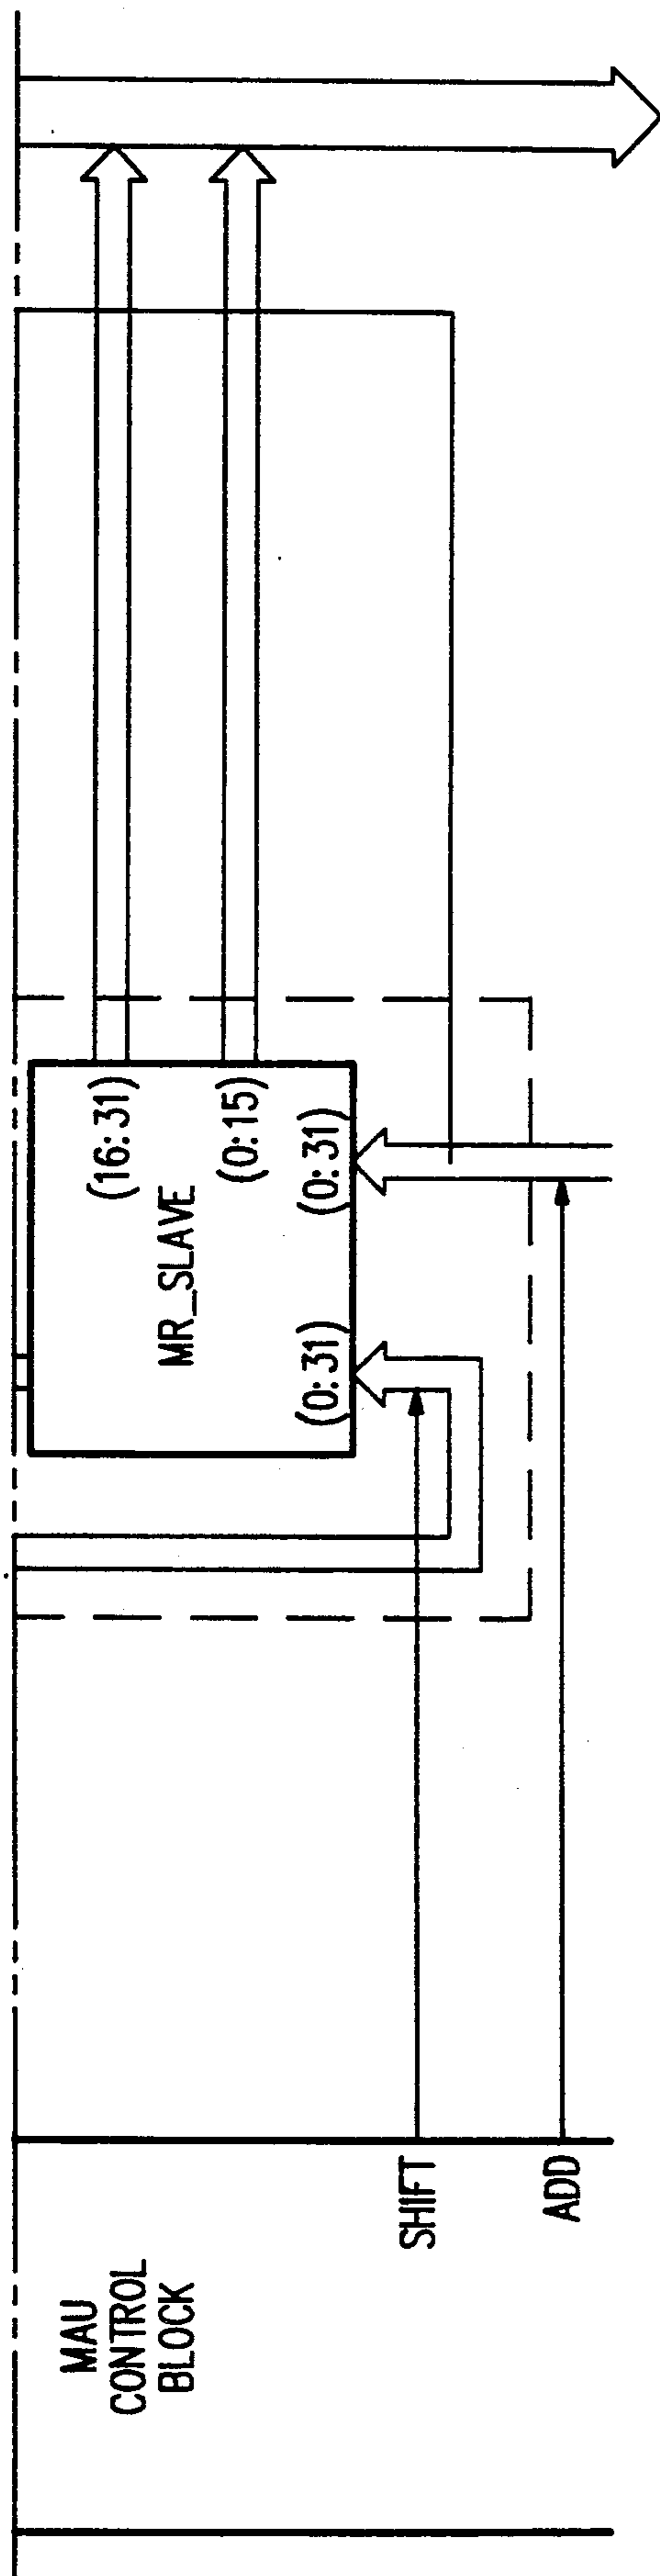 MAU
CONTROL
BLOCK
SHIFT
ADD
MR_SLAVE
(0:31)
(0:31)
(16:31)
(0:15)